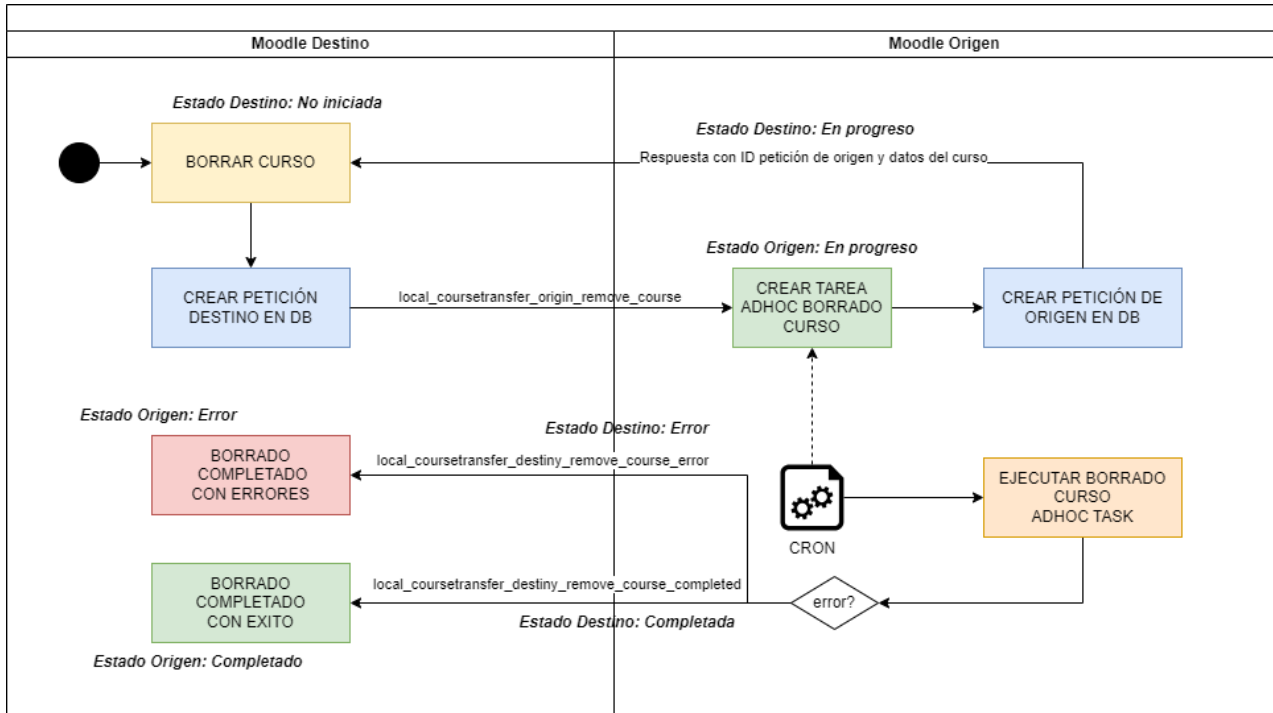 Moodle Destino
Moodle Origen
Estado Destino: No iniciada
Estado Destino: En progreso
BORRAR CURSO
Respuesta con ID petición de origen y datos del curso
Estado Origen: En progreso
CREAR PETICIÓN
DESTINO EN DB
local_coursetransfer_origin_remove_course
CREAR TAREA
ADHOC BORRADO
CURSO
CREAR PETICIÓN DE
ORIGEN EN DB
Estado Origen: Error
Estado Destino: Error
BORRADO
COMPLETADO
CON ERRORES
local_coursetransfer_destiny_remove_course_error
EJECUTAR BORRADO
CURSO
ADHOC TASK
CRON
BORRADO
COMPLETADO
CON EXITO
local_coursetransfer_destiny_remove_course_completed
error?
Estado Destino: Completada
Estado Origen: Completado